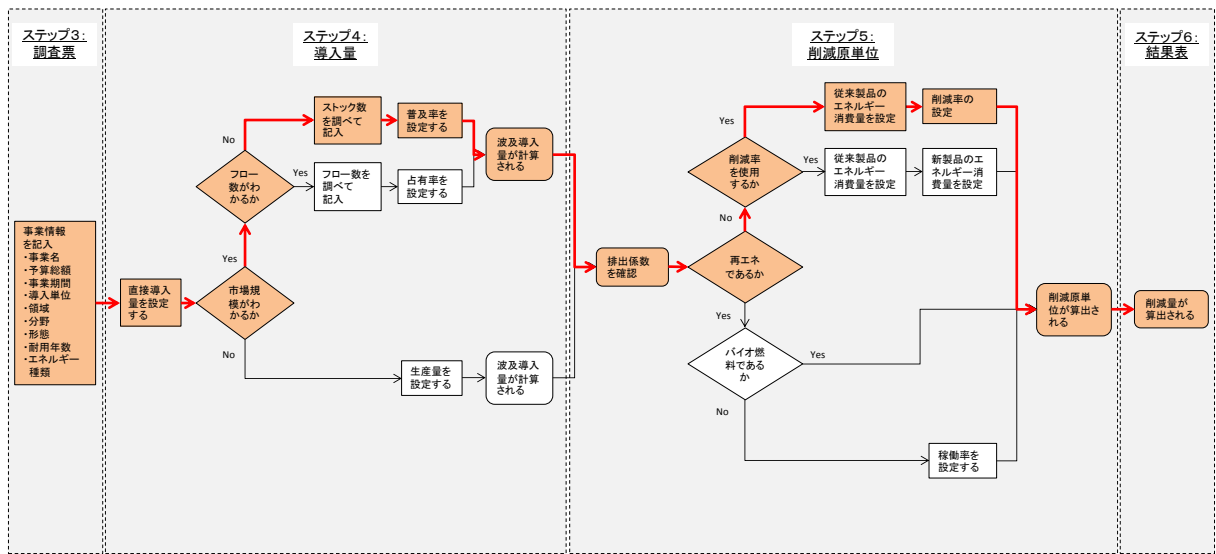 ステップ3：
調査票
事業情報
を記入
・事業名
・予算総額
・事業期間
・導入単位
・領域
・分野
・形態
・耐用年数
・エネルギー
種類
ステップ4：
導入量
直接導入
量を設定
する
市場規
模がわ
かるか
Yes
No
フロー
数がわ
かるか
No
Yes
ストック数
を調べて
記入
普及率を
設定する
フロー数を
調べて
記入
占有率を
設定する
波及導入
量が計算
される
生産量を
設定する
波及導入
量が計算
される
ステップ5：
削減原単位
排出係数
を確認
再エネ
であるか
No
Yes
削減率
を使用
するか
Yes
Yes
従来製品の
エネルギー
消費量を設定
削減率の
設定
従来製品の
エネルギー
消費量を設定
新製品のエ
ネルギー消
費量を設定
バイオ燃
料である
か
Yes
No
稼働率を
設定する
削減原単
位が算出さ
れる
ステップ6：
結果表
削減量が
算出される